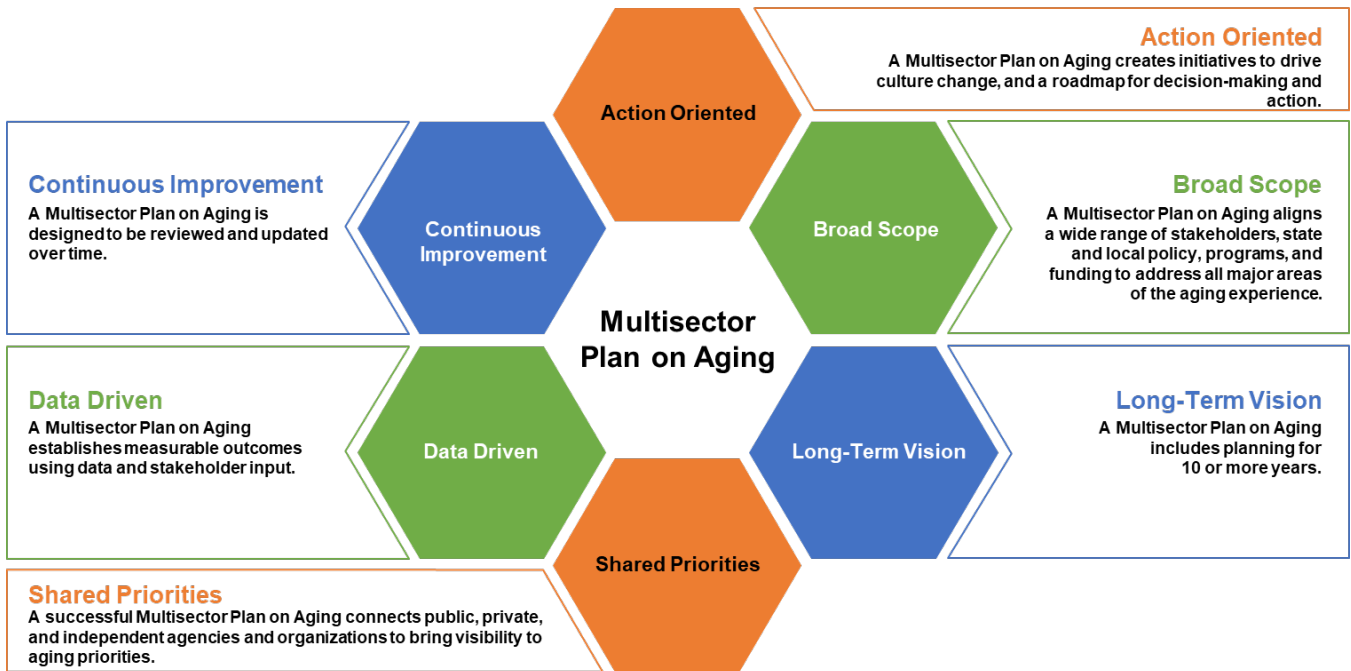 Action Oriented
A Multisector Plan on Aging creates initiatives to drive
culture change, and a roadmap for decision-making and
action.
Action Oriented
Continuous Improvement
A Multisector Plan on Aging is
designed to be reviewed and updated
over time.
Continuous
Improvement
Broad Scope
Broad Scope
A Multisector Plan on Aging aligns
a wide range of stakeholders, state
and local policy, programs, and
funding to address all major areas
of the aging experience.
Multisector
Plan on Aging
Data Driven
A Multisector Plan on Aging
establishes measurable outcomes
using data and stakeholder input.
Data Driven
Long-Term Vision
Long-Term Vision
A Multisector Plan on Aging
includes planning for
10 or more years.
Shared Priorities
Shared Priorities
A successful Multisector Plan on Aging connects public, private,
and independent agencies and organizations to bring visibility to
aging priorities.